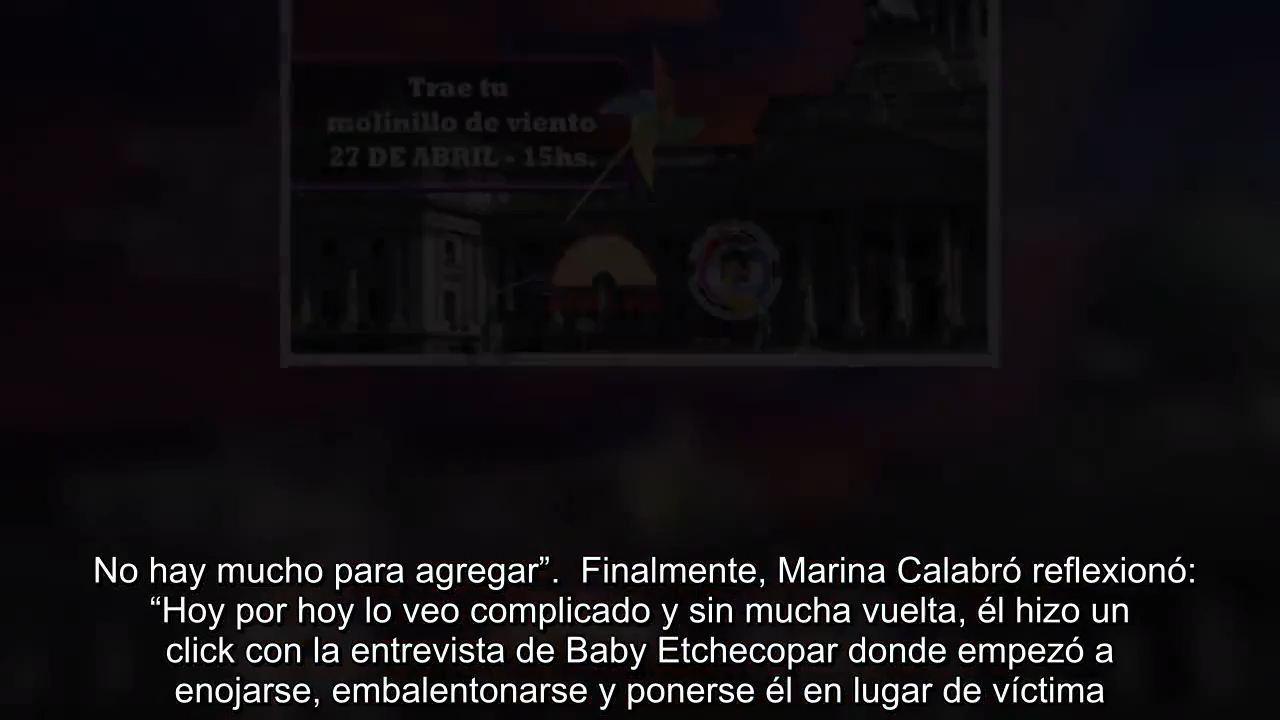 Trae tu
molinillo de viento
27 DE ABRIL - 15hs.
No hay mucho para agregar”.  Finalmente, Marina Calabró reflexionó:
“Hoy por hoy lo veo complicado y sin mucha vuelta, él hizo un
click con la entrevista de Baby Etchecopar donde empezó a
enojarse, embalentonarse y ponerse él en lugar de víctima